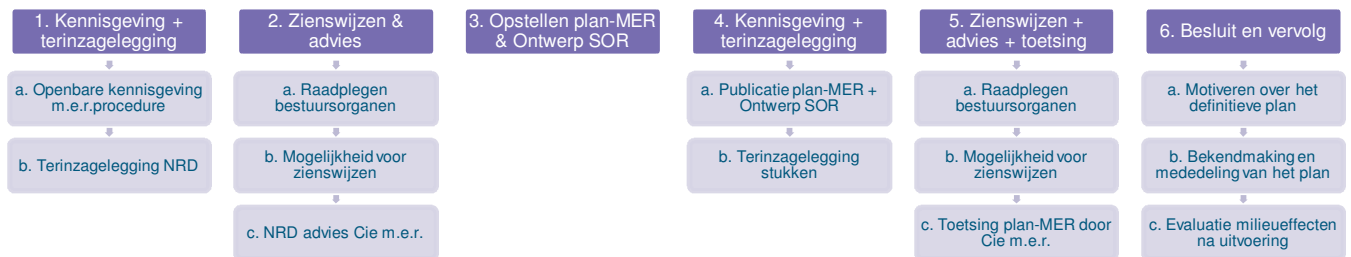 1. Kennisgeving +
terinzagelegging
a. Openbare kennisgeving
m.e.r.procedure
b. Terinzagelegging NRD
2. Zienswijzen &
advies
a. Raadplegen
bestuursorganen
b. Mogelijkheid voor
zienswijzen
c. NRD advies Cie m.e.r.
3. Opstellen plan-MER
& Ontwerp SOR
4. Kennisgeving +
terinzagelegging
a. Publicatie plan-MER +
Ontwerp SOR
b. Terinzagelegging
stukken
5. Zienswijzen +
advies + toetsing
a. Raadplegen
bestuursorganen
b. Mogelijkheid voor
zienswijzen
c. Toetsing plan-MER door
Cie m.e.r.
6. Besluit en vervolg
a. Motiveren over het
definitieve plan
b. Bekendmaking en
mededeling van het plan
c. Evaluatie milieueffecten
na uitvoering